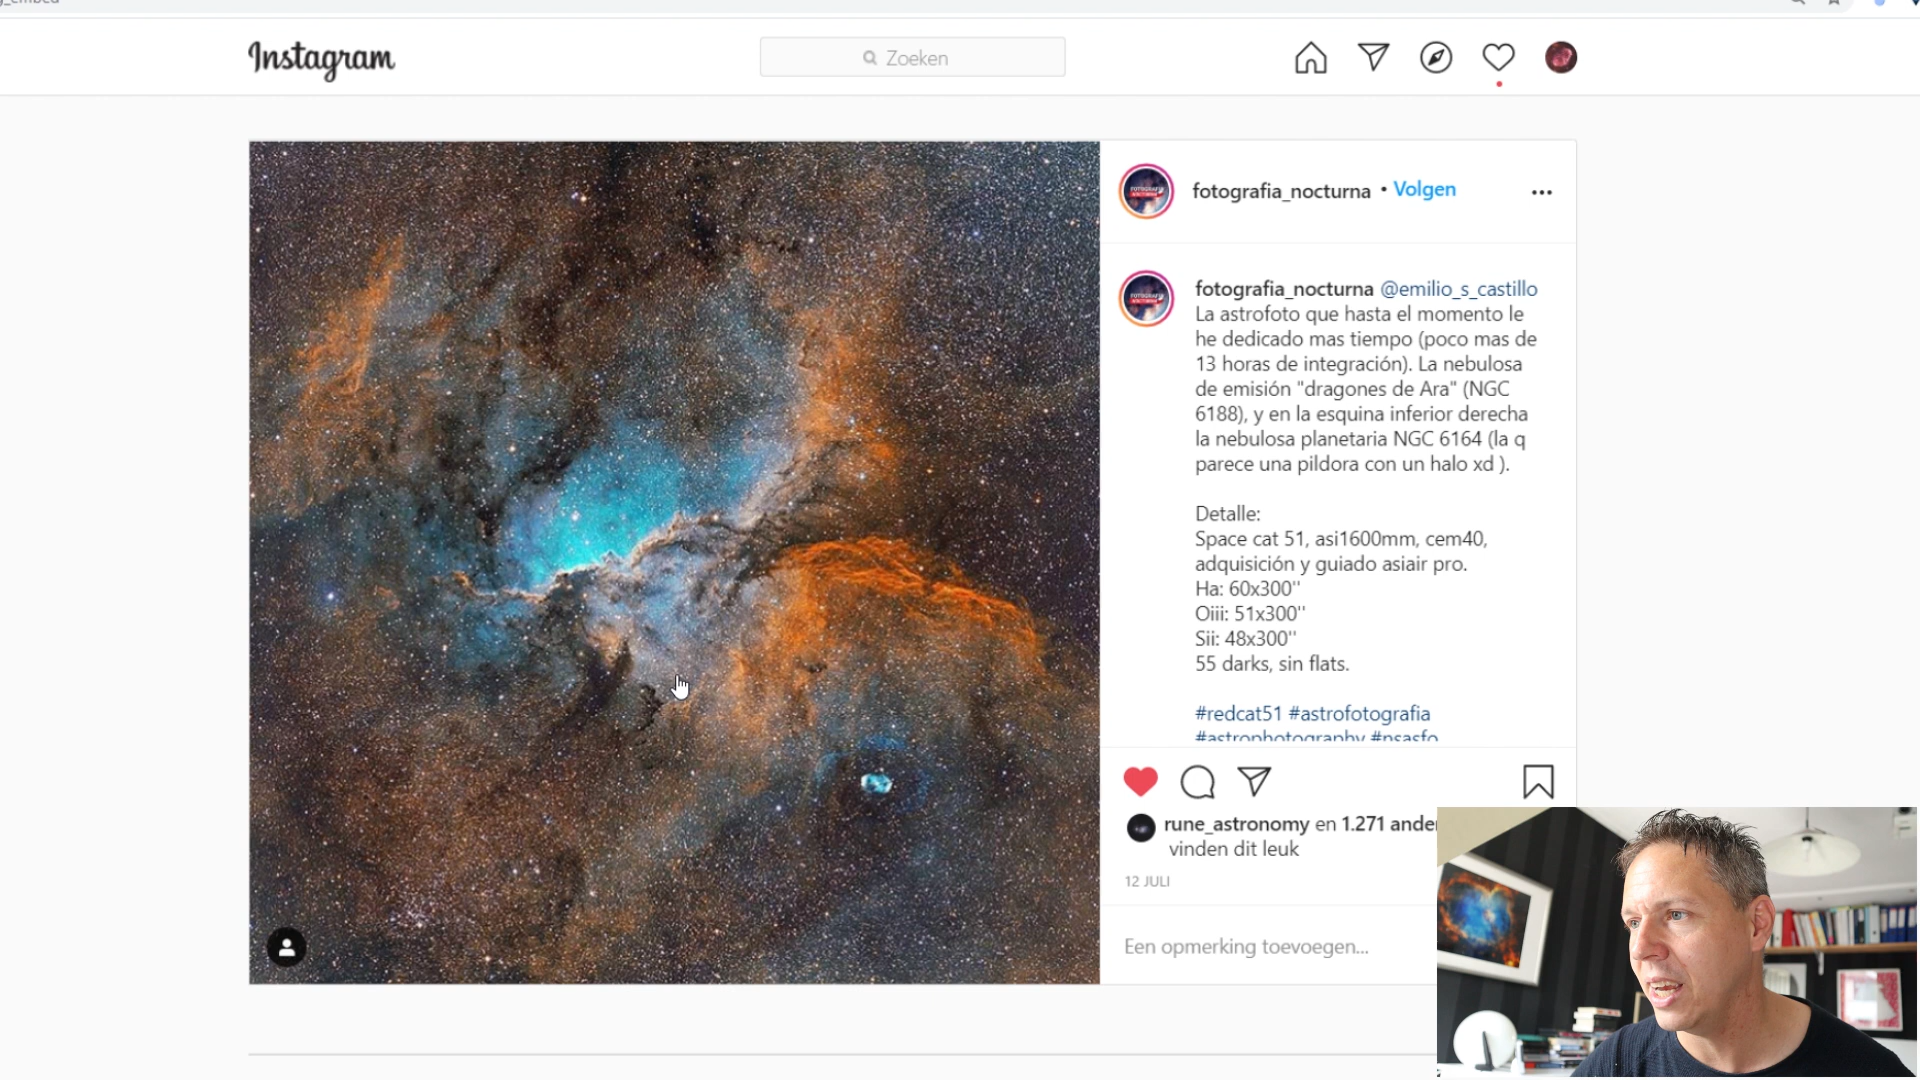 Instagram
Zoeken
fotografia_nocturna • Volgen
fotografia_nocturna @emilio_s_castillo
La astrofoto que hasta el momento le
he dedicado mas tiempo (poco mas de
13 horas de integración). La nebulosa
de emisión "dragones de Ara" (NGC
6188), y en la esquina inferior derecha
la nebulosa planetaria NGC 6164 (la q
parece una pildora con un halo xd ).
Detalle:
Space cat 51, asi1600mm, cem40,
adquisición y guiado asiair pro.
Ha: 60x300''
Oiii: 51x300''
Sii: 48x300''
55 darks, sin flats.
#redcat51 #astrofotografia
#astrophotography #nsasfo
rune_astronomy en 1.271 ander
vinden dit leuk
12 JULI
Een opmerking toevoegen...